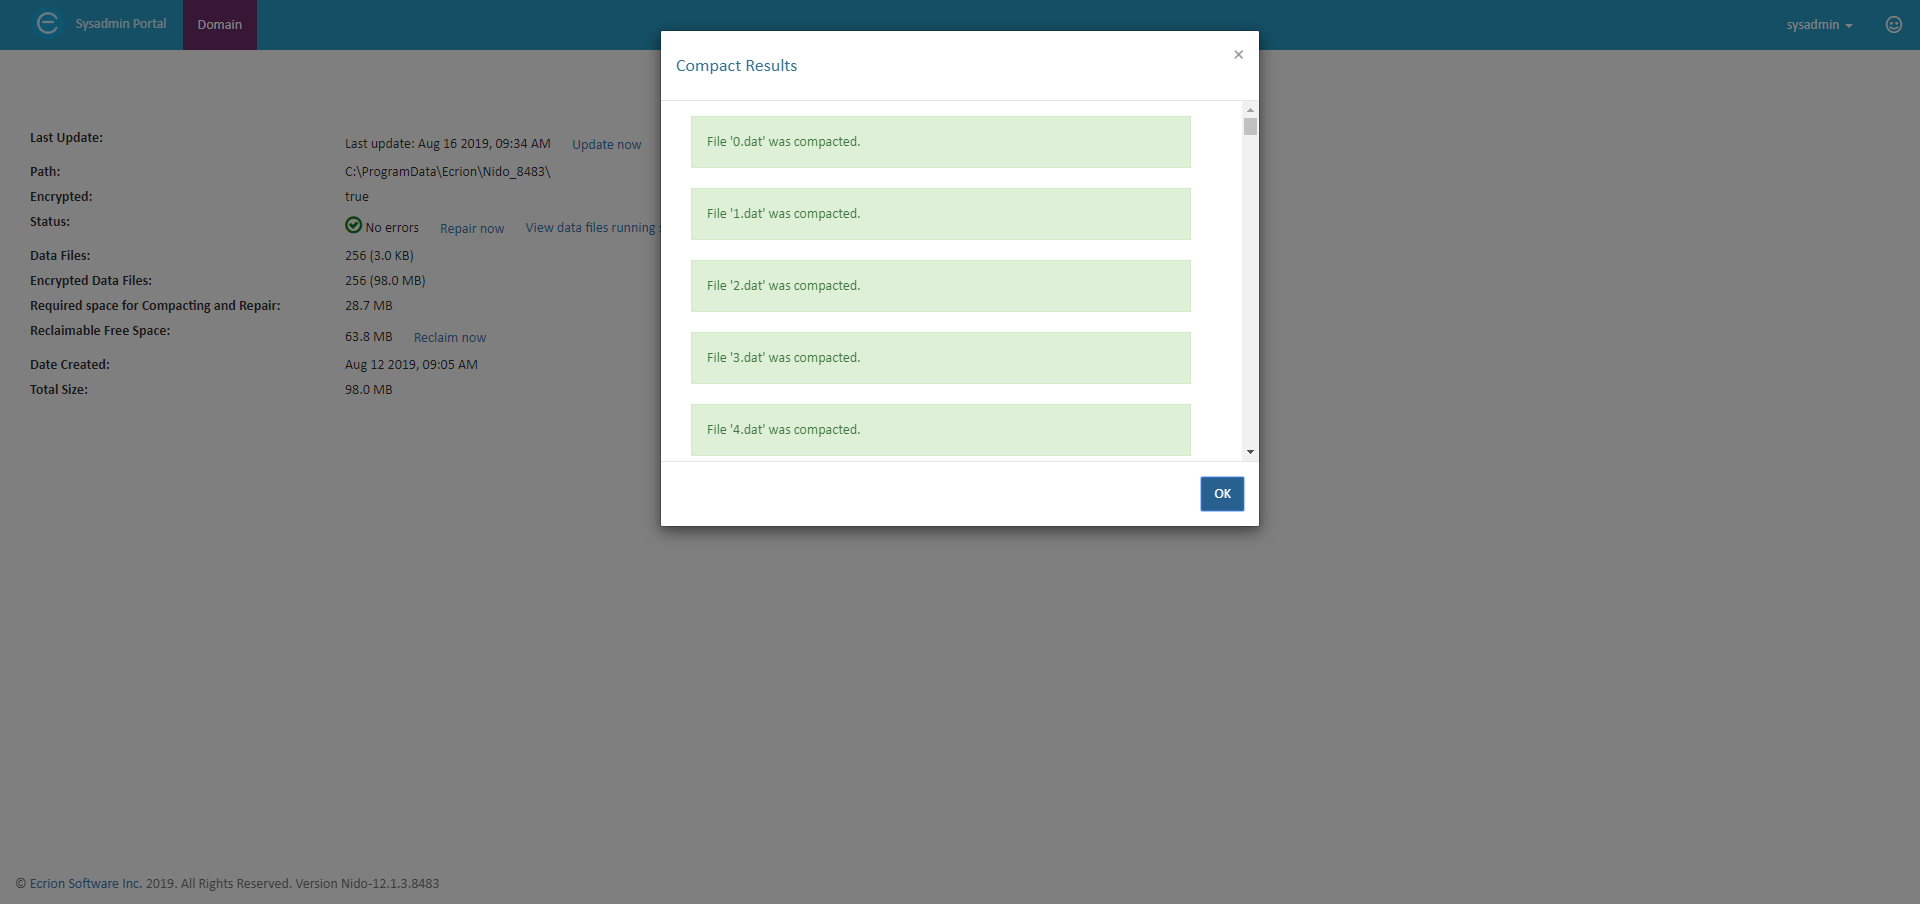 Sysadmin Portal
Domain
sysadmin
Compact Results
×
File '0.dat' was compacted.
File '1.dat' was compacted.
File '2.dat' was compacted.
File '3.dat' was compacted.
File '4.dat' was compacted.
OK
Last Update: Last update: Aug 16 2019, 09:34 AM Update now
Path: C:\ProgramData\Ecrion\Nido_8483\
Encrypted: true
Status: No errors Repair now View data files running
Data Files: 256 (3.0 KB)
Encrypted Data Files: 256 (98.0 MB)
Required space for Compacting and Repair: 28.7 MB
Reclaimable Free Space: 63.8 MB Reclaim now
Date Created: Aug 12 2019, 09:05 AM
Total Size: 98.0 MB
© Ecrion Software Inc. 2019. All Rights Reserved. Version Nido-12.1.3.8483